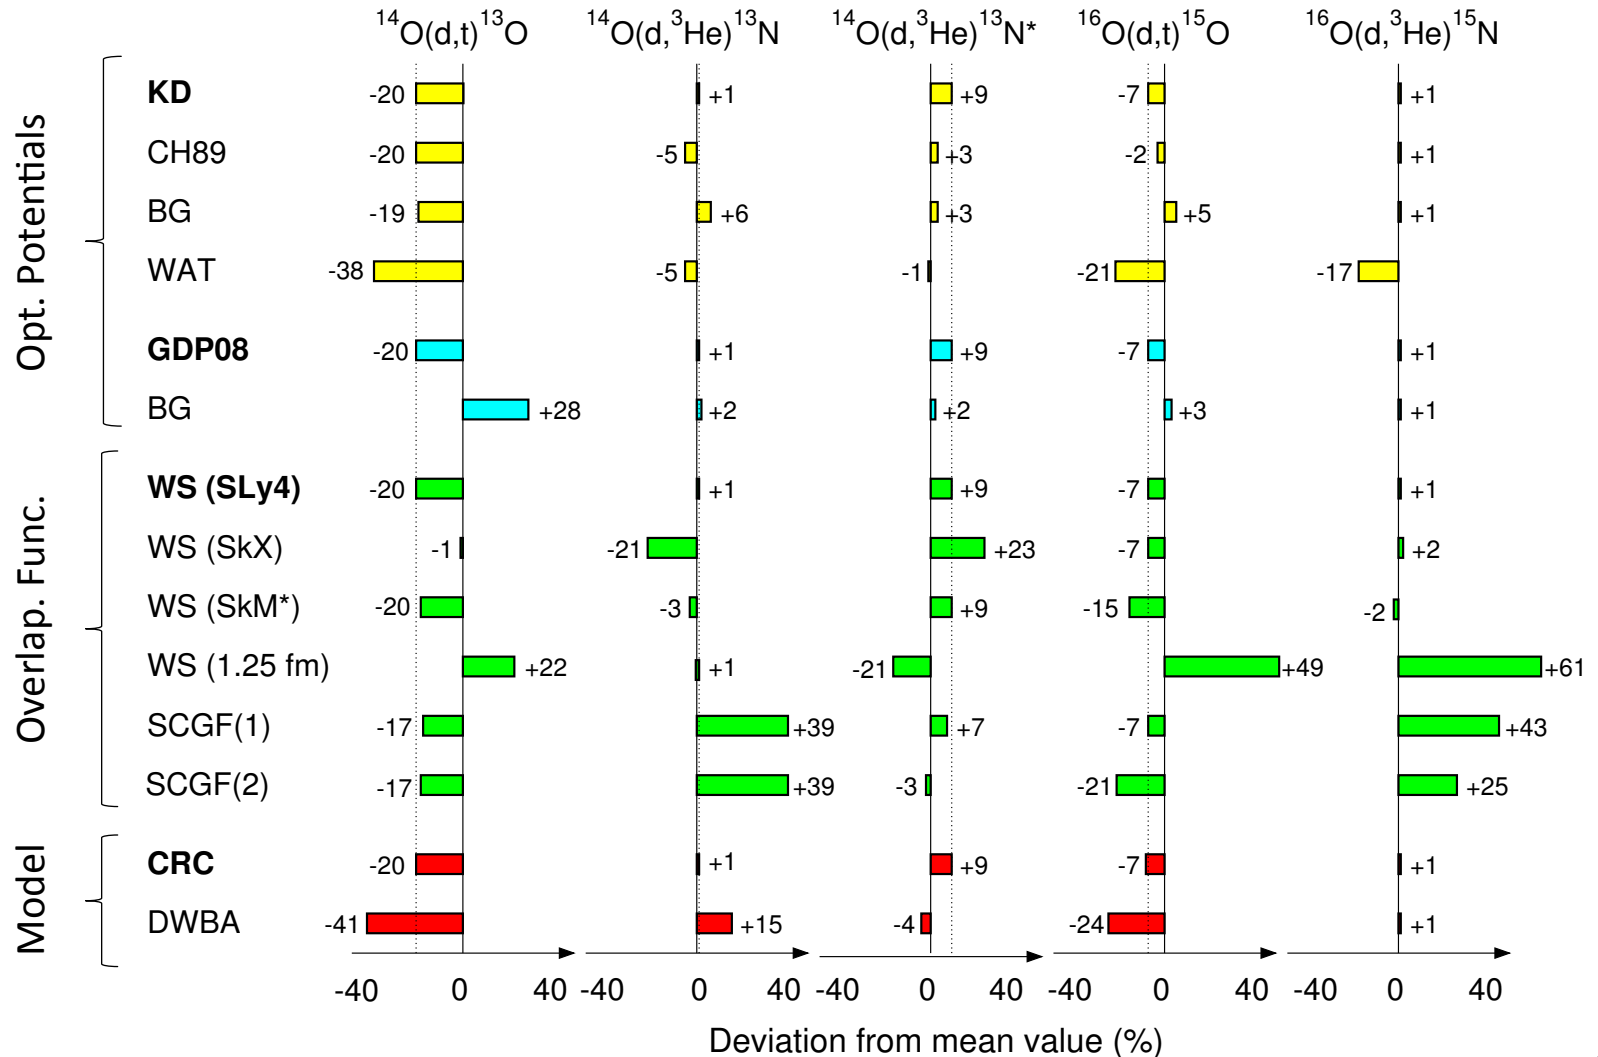 ¹⁴O(d,t)¹³O ¹⁴O(d,³He)¹³N ¹⁴O(d,³He)¹³N* ¹⁶O(d,t)¹⁵O ¹⁶O(d,³He)¹⁵N
Opt. Potentials
KD -20 +1 +9 -7 +1
CH89 -20 -5 +3 -2 +1
BG -19 +6 +3 +5 +1
WAT -38 -5 -1 -21 -17
GDP08 -20 +1 +9 -7 +1
BG +28 +2 +2 +3 +1
Overlap. Func.
WS (SLy4) -20 +1 +9 -7 +1
WS (SkX) -1 -21 +23 -7 +2
WS (SkM*) -20 -3 +9 -15 -2
WS (1.25 fm) +22 +1 -21 +49 +61
SCGF(1) -17 +39 +7 -7 +43
SCGF(2) -17 +39 -3 -21 +25
Model
CRC -20 +1 +9 -7 +1
DWBA -41 +15 -4 -24 +1
-40 0 40 -40 0 40 -40 0 40 -40 0 40 -40 0 40
Deviation from mean value (%)